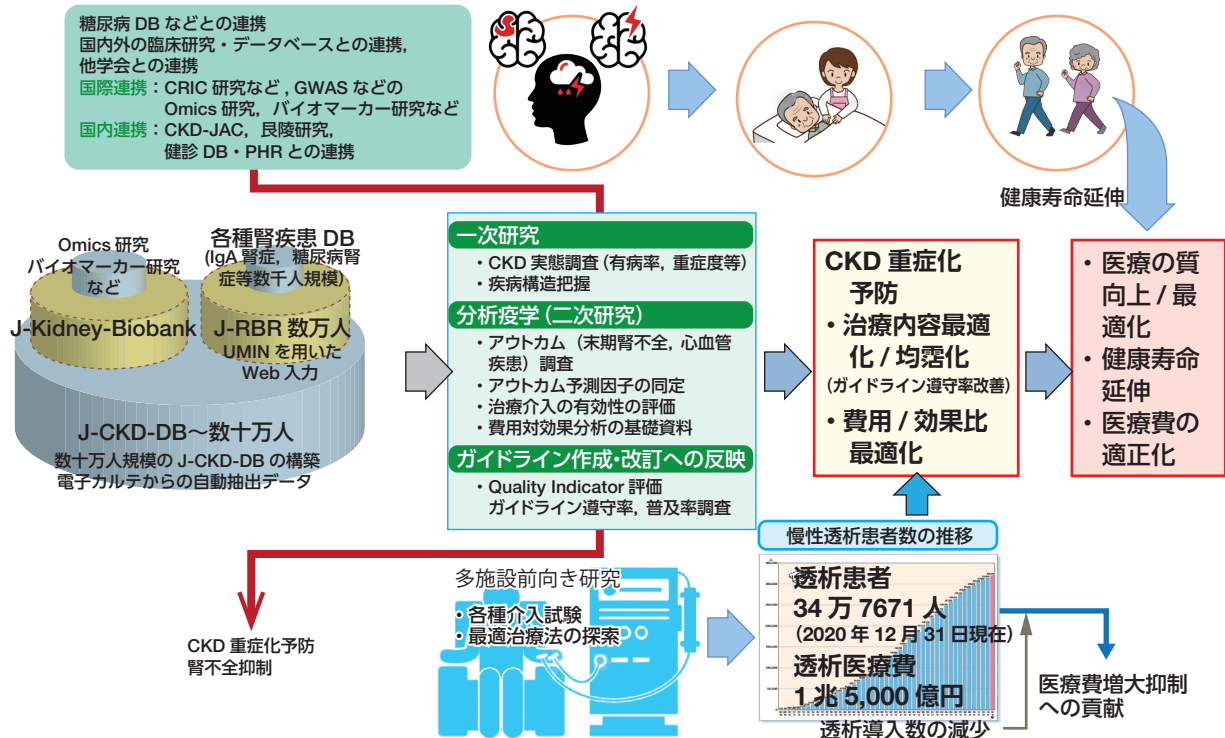 糖尿病 DB などとの連携
国内外の臨床研究・データベースとの連携,
他学会との連携
国際連携：CRIC 研究など , GWAS などの
Omics 研究，バイオマーカー研究など
国内連携：CKD-JAC，艮陵研究，
健診 DB・PHR との連携
健康寿命延伸
Omics 研究
バイオマーカー研究
など
J-Kidney-Biobank
各種腎疾患 DB
(IgA 腎症，糖尿病腎
症等数千人規模)
J-RBR 数万人
UMIN を用いた
Web 入力
J-CKD-DB～数十万人
数十万人規模の J-CKD-DB の構築
電子カルテからの自動抽出データ
一次研究
・CKD 実態調査 (有病率, 重症度等)
・疾病構造把握
分析疫学 (二次研究)
・アウトカム（末期腎不全, 心血管
疾患）調査
・アウトカム予測因子の同定
・治療介入の有効性の評価
・費用対効果分析の基礎資料
ガイドライン作成・改訂への反映
・Quality Indicator 評価
ガイドライン遵守率, 普及率調査
CKD 重症化
予防
・治療内容最適
化 / 均霑化
(ガイドライン遵守率改善)
・費用 / 効果比
最適化
・医療の質
向上 / 最
適化
・健康寿命
延伸
・医療費の
適正化
CKD 重症化予防
腎不全抑制
多施設前向き研究
・各種介入試験
・最適治療法の探索
慢性透析患者数の推移
透析患者
34 万 7671 人
（2020 年 12 月 31 日現在）
透析医療費
1 兆 5,000 億円
透析導入数の減少
医療費増大抑制
への貢献